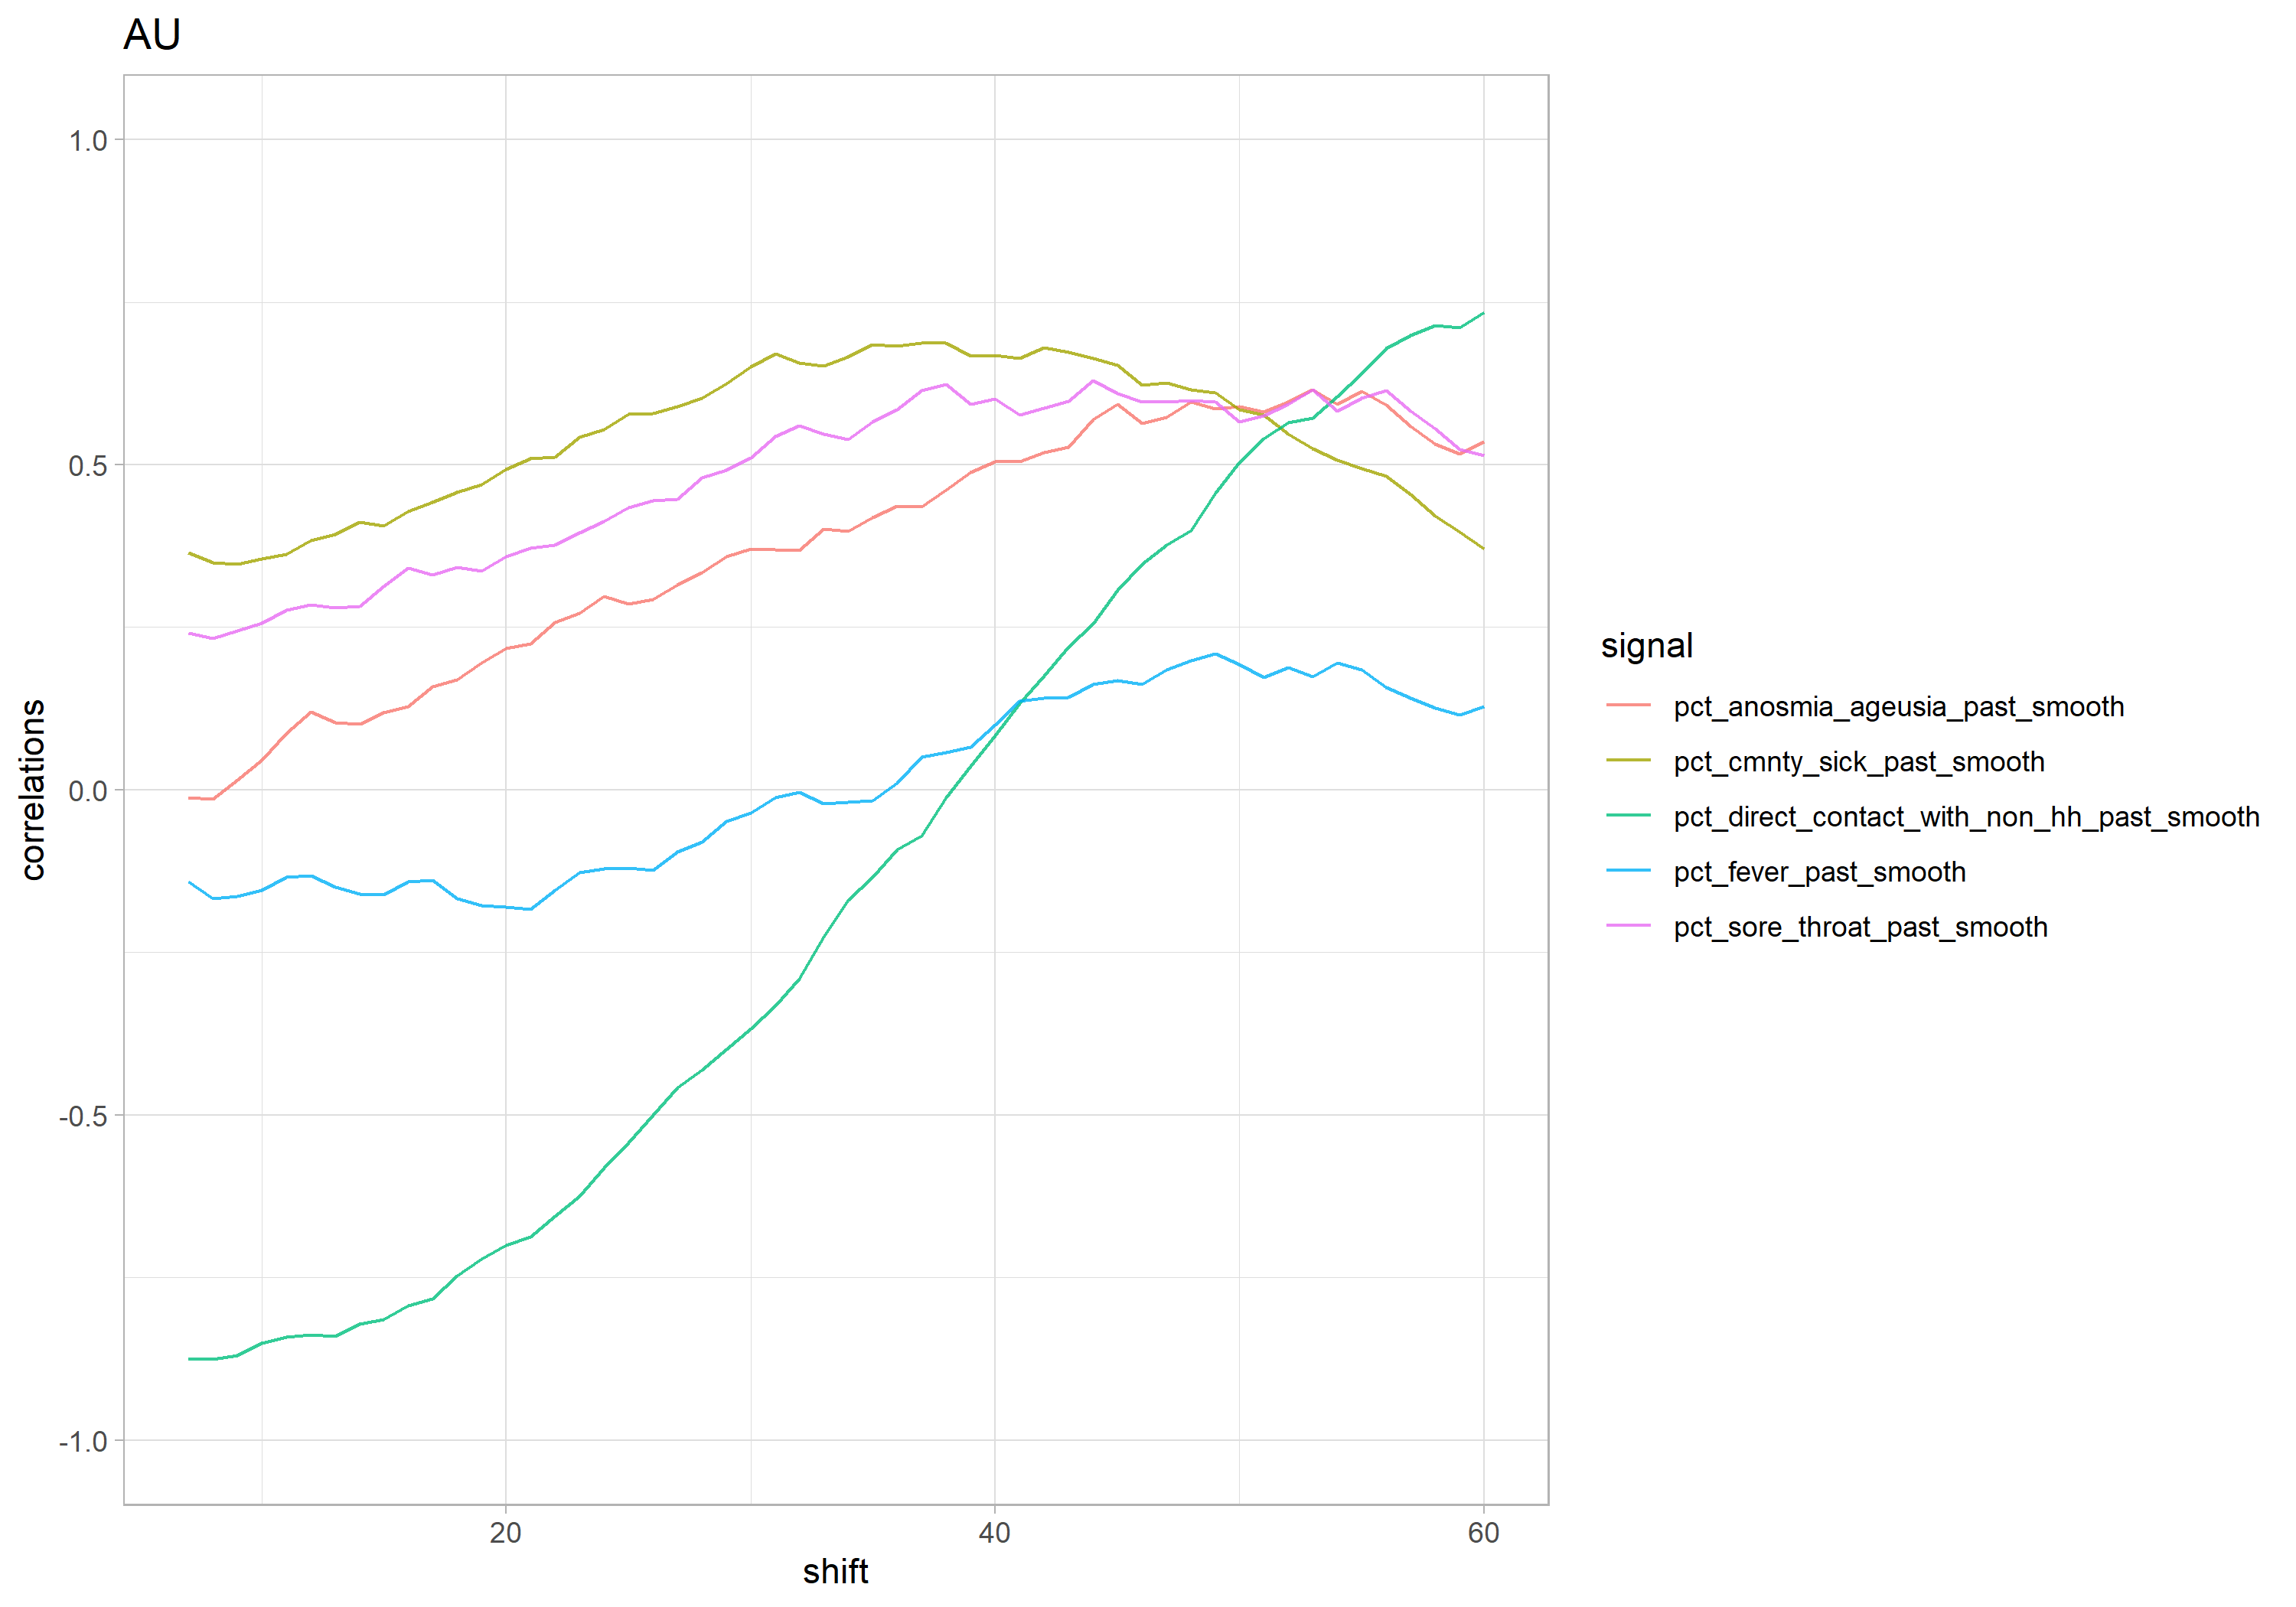 AU
1.0
0.5
0.0
-0.5
-1.0
correlations
20
40
60
shift
signal
pct_anosmia_ageusia_past_smooth
pct_cmnty_sick_past_smooth
pct_direct_contact_with_non_hh_past_smooth
pct_fever_past_smooth
pct_sore_throat_past_smooth